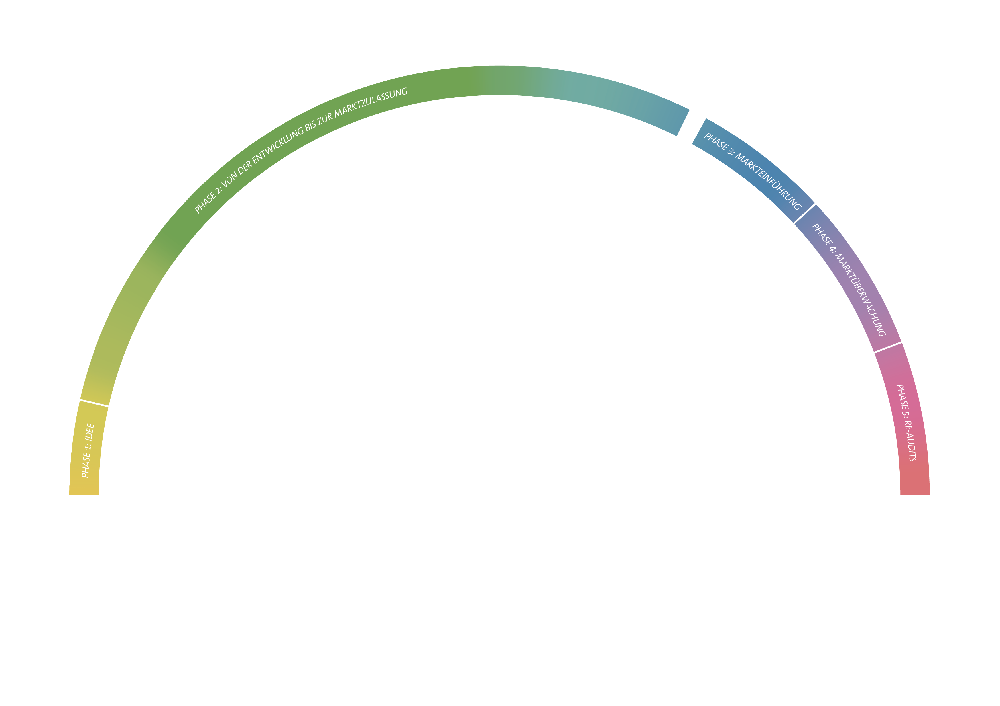 PHASE 1: IDEE
PHASE 2: VON DER ENTWICKLUNG BIS ZUR MARKTZULASSUNG
PHASE 3: MARKTEINFÜHRUNG
PHASE 4: MARKTÜBERWACHUNG
PHASE 5: RE-AUDITS